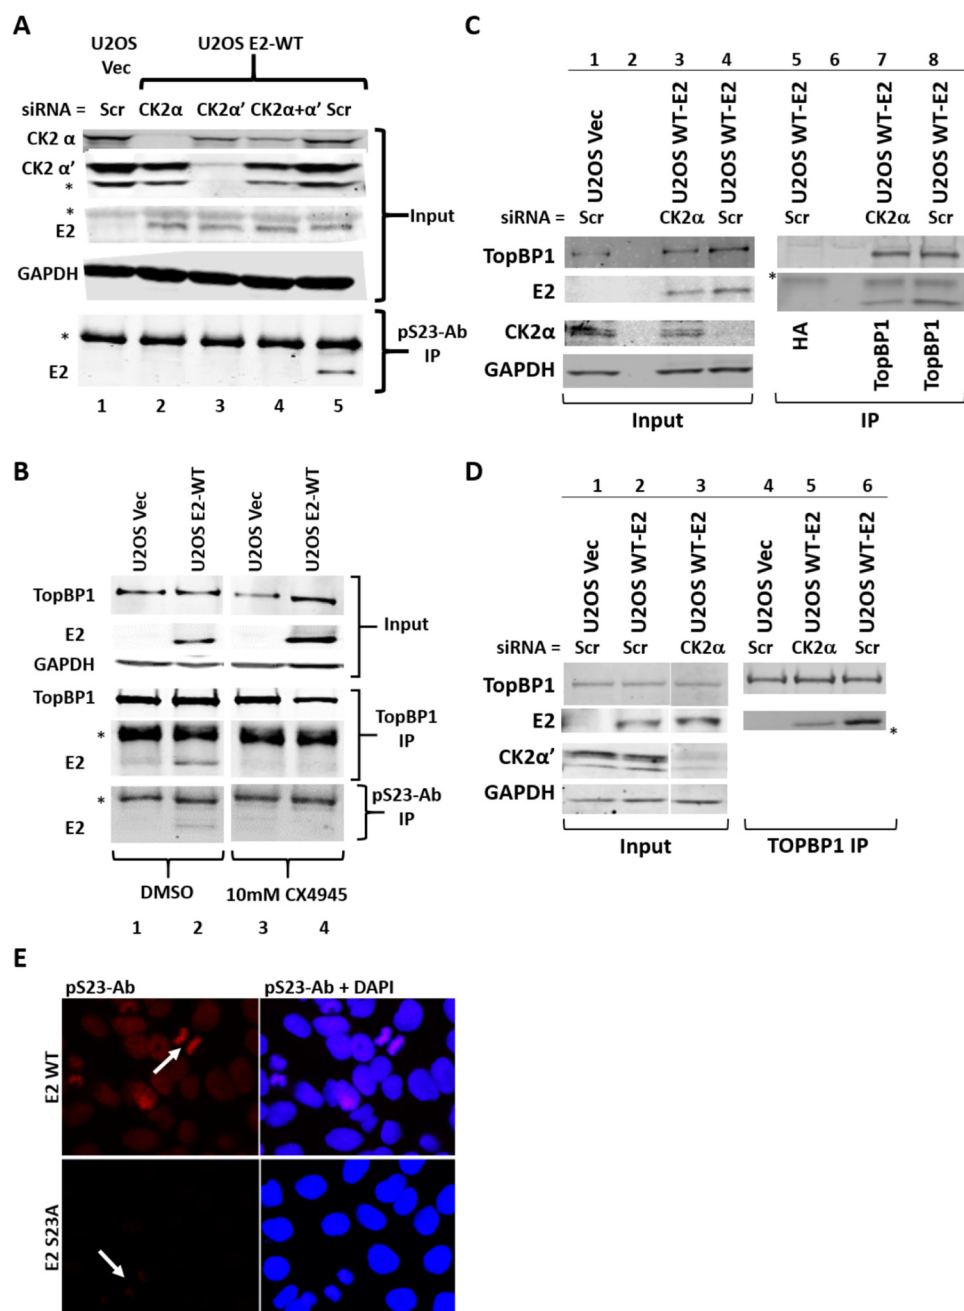 A
U2OS Vec
U2OS E2-WT
siRNA = Scr CK2α CK2α’ CK2α+α’ Scr
CK2 α
CK2 α’
*
*
E2
GAPDH
Input
*
E2
pS23-Ab IP
1 2 3 4 5
B
U2OS Vec
U2OS E2-WT
U2OS Vec
U2OS E2-WT
TopBP1
E2
GAPDH
Input
TopBP1
*
E2
TopBP1 IP
*
E2
pS23-Ab IP
DMSO 10mM CX4945
1 2 3 4
C
1 2 3 4 5 6 7 8
U2OS Vec
U2OS WT-E2
U2OS WT-E2
U2OS WT-E2
U2OS WT-E2
U2OS WT-E2
siRNA = Scr CK2α Scr Scr CK2α Scr
TopBP1
E2
*
CK2α
GAPDH
HA
TopBP1
TopBP1
Input IP
D
1 2 3 4 5 6
U2OS Vec
U2OS WT-E2
U2OS WT-E2
U2OS Vec
U2OS WT-E2
U2OS WT-E2
siRNA = Scr Scr CK2α Scr CK2α Scr
TopBP1
E2
*
CK2α’
GAPDH
Input TOPBP1 IP
E
pS23-Ab pS23-Ab + DAPI
E2 WT
E2 S23A